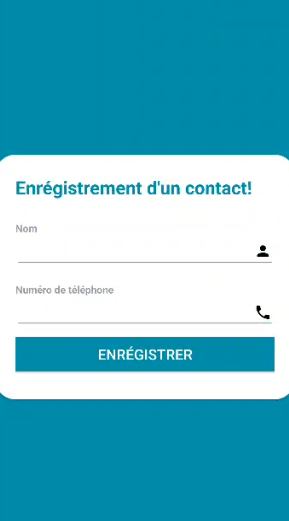 Enrégistrement d'un contact!
Nom
Numéro de téléphone
ENRÉGISTRER